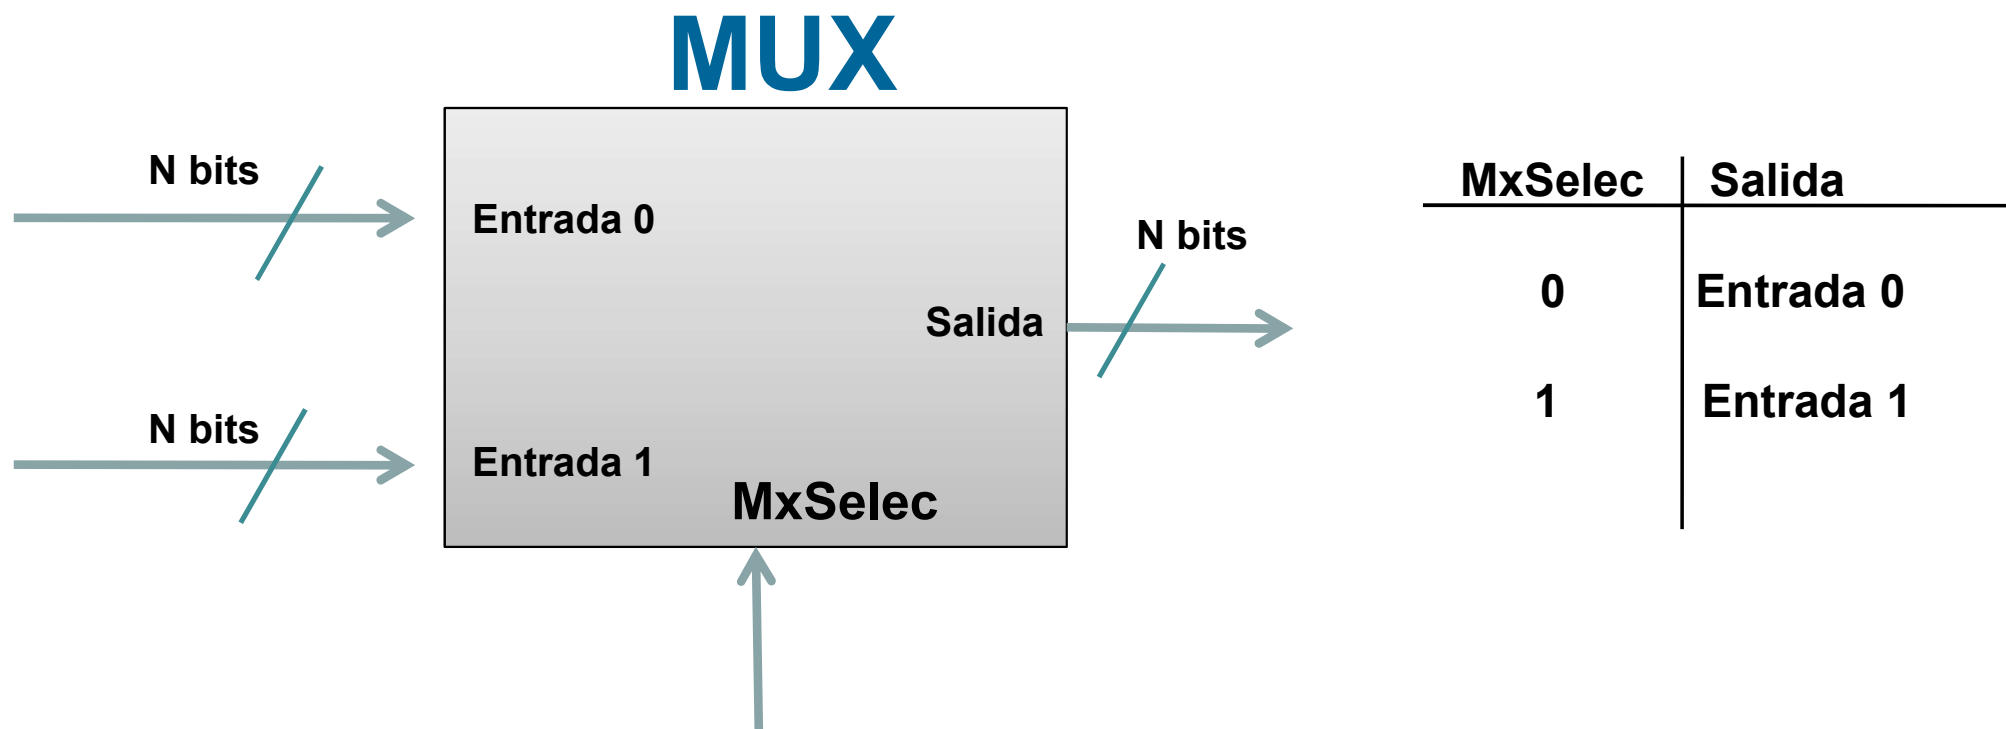 MUX
N bits
Entrada 0
N bits
Salida
N bits
Entrada 1
MxSelec
MxSelec Salida
0 Entrada 0
1 Entrada 1